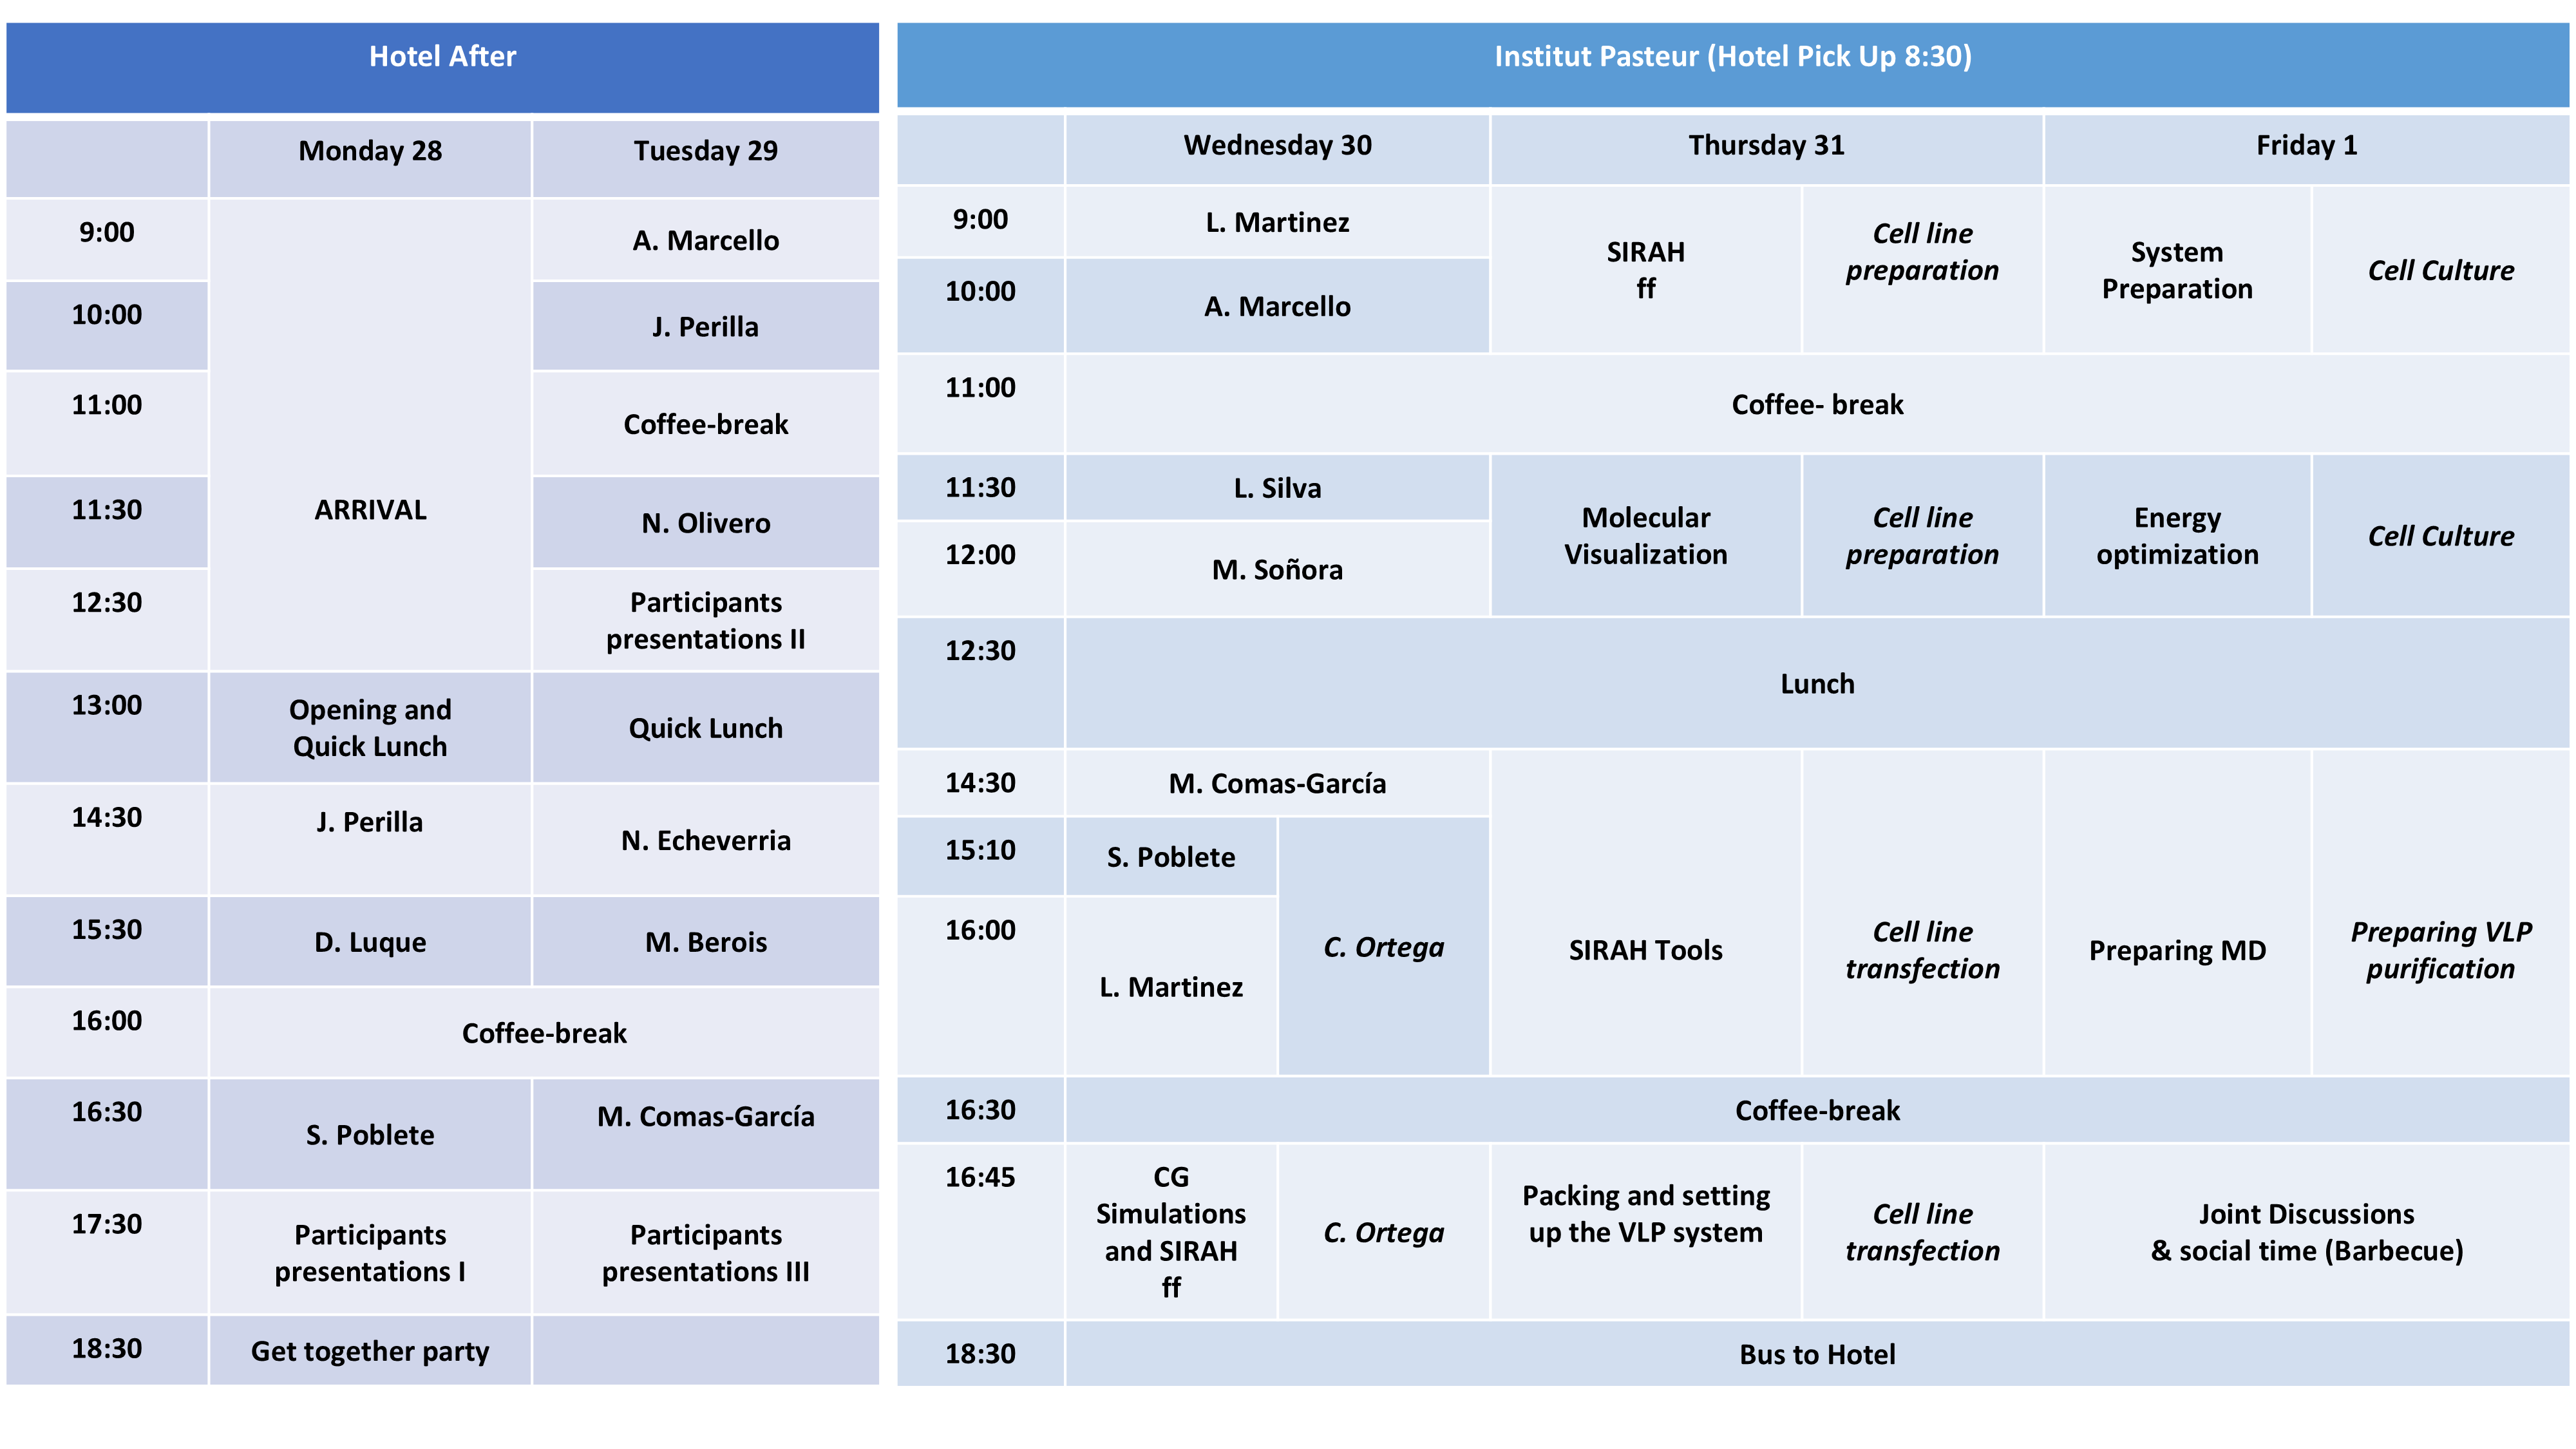 Hotel After
Monday 28
Tuesday 29
9:00
ARRIVAL
A. Marcello
10:00
J. Perilla
11:00
Coffee-break
11:30
N. Olivero
12:30
Participants
presentations II
13:00
Opening and
Quick Lunch
Quick Lunch
14:30
J. Perilla
N. Echeverria
15:30
D. Luque
M. Berois
16:00
Coffee-break
16:30
S. Poblete
M. Comas-García
17:30
Participants
presentations I
Participants
presentations III
18:30
Get together party
Institut Pasteur (Hotel Pick Up 8:30)
Wednesday 30
Thursday 31
Friday 1
9:00
L. Martinez
SIRAH
ff
Cell line
preparation
System
Preparation
Cell Culture
10:00
A. Marcello
11:00
Coffee- break
11:30
L. Silva
Molecular
Visualization
Cell line
preparation
Energy
optimization
Cell Culture
12:00
M. Soñora
12:30
Lunch
14:30
M. Comas-García
SIRAH Tools
Cell line
transfection
Preparing MD
Preparing VLP
purification
15:10
S. Poblete
C. Ortega
16:00
L. Martinez
16:30
Coffee-break
16:45
CG
Simulations
and SIRAH
ff
C. Ortega
Packing and setting
up the VLP system
Cell line
transfection
Joint Discussions
& social time (Barbecue)
18:30
Bus to Hotel